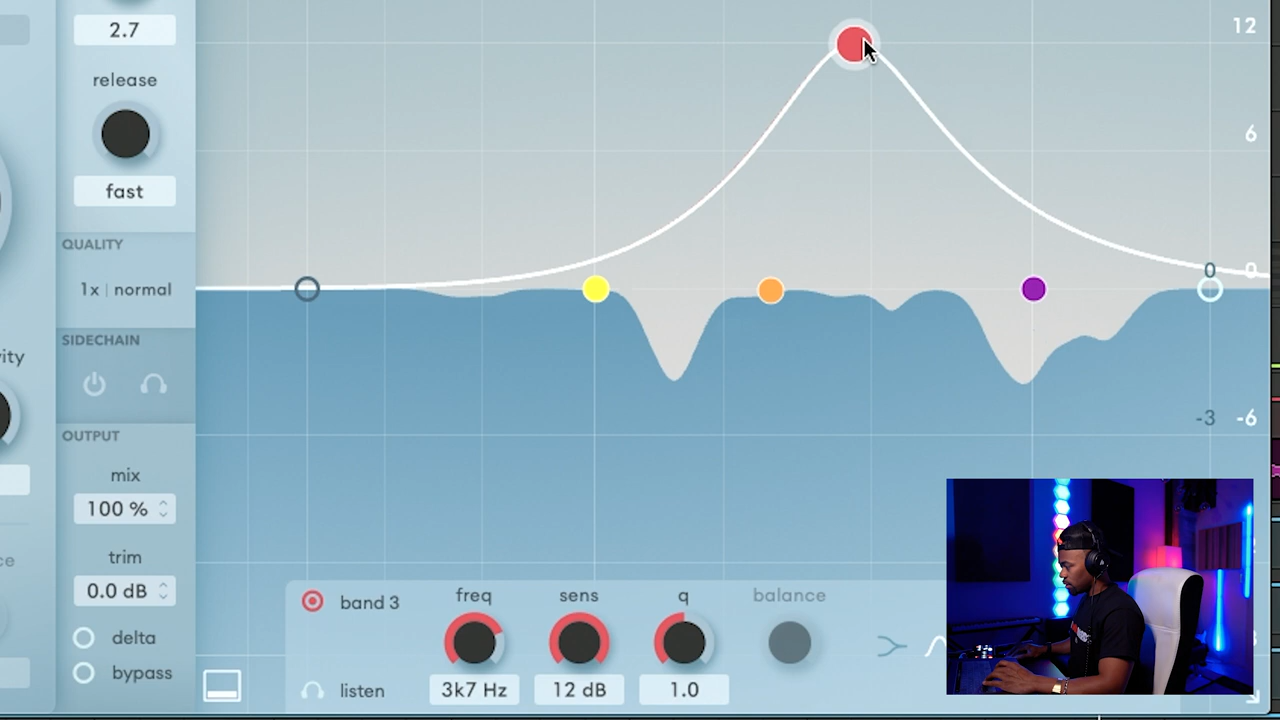 2.7
release
fast
QUALITY
1x | normal
SIDECHAIN
OUTPUT
mix
100 %
trim
0.0 dB
delta
bypass
12
6
0
0
-3
-6
band 3
freq
sens
q
balance
listen
3k7 Hz
12 dB
1.0